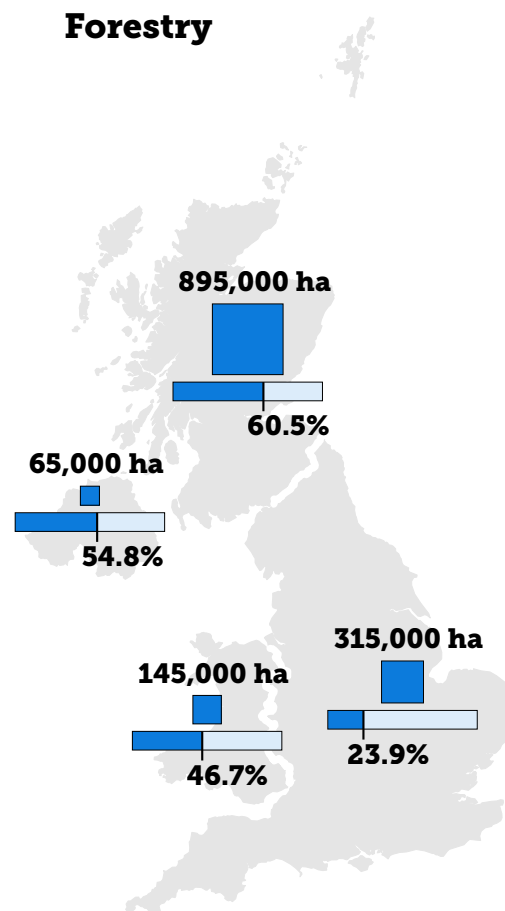 Forestry
895,000 ha
60.5%
65,000 ha
54.8%
315,000 ha
145,000 ha
23.9%
46.7%